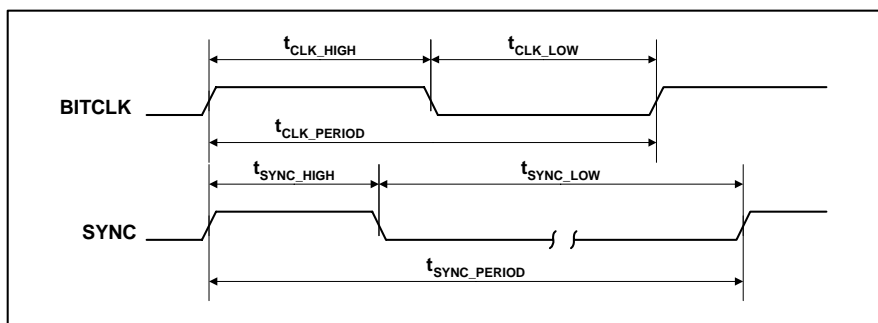 tCLK_HIGH tCLK_LOW
BITCLK
tCLK_PERIOD
tSYNC_HIGH tSYNC_LOW
SYNC
tSYNC_PERIOD